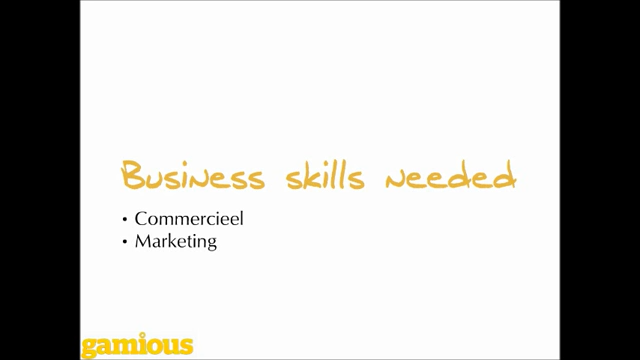 Business skills needed
• Commercieel
• Marketing
gamious